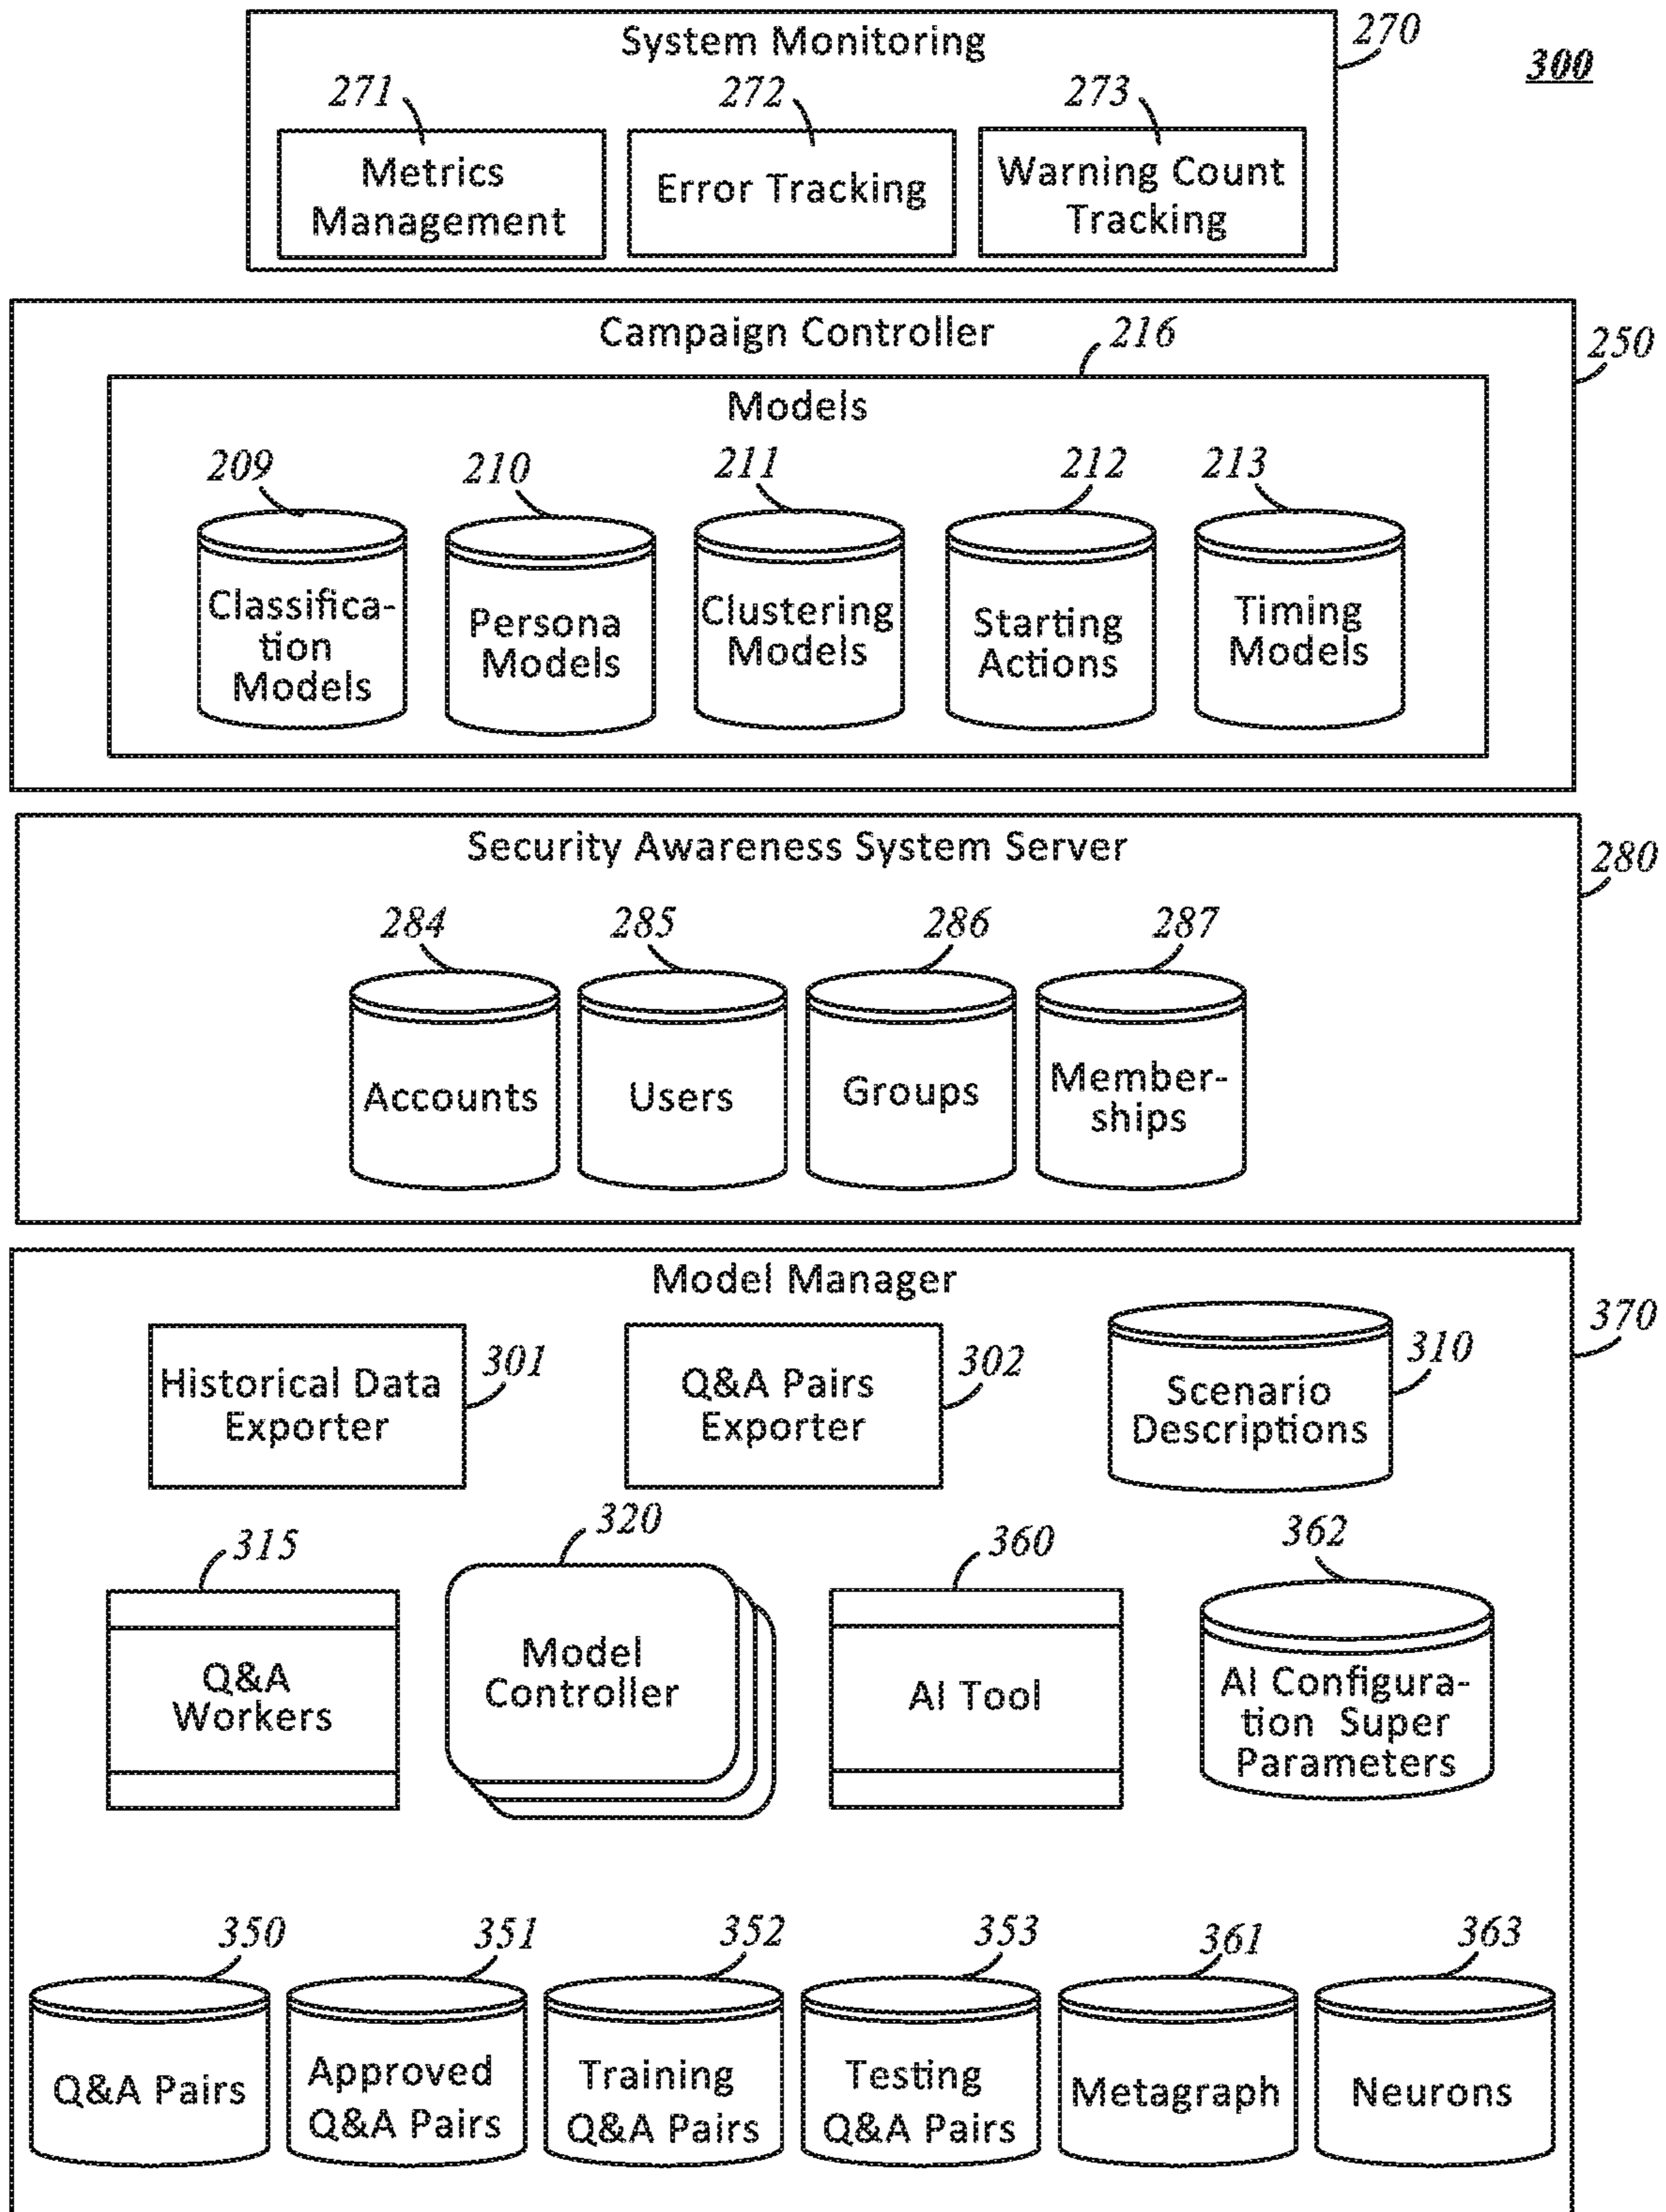 System Monitoring
270
300
271
272
273
Metrics
Management
Error Tracking
Warning Count
Tracking
Campaign Controller
216
250
Models
209
210
211
212
213
Classifica-
tion
Models
Persona
Models
Clustering
Models
Starting
Actions
Timing
Models
Security Awareness System Server
280
284
285
286
287
Accounts
Users
Groups
Member-
ships
Model Manager
370
Historical Data
Exporter
301
Q&A Pairs
Exporter
302
Scenario
Descriptions
310
315
320
360
362
Q&A
Workers
Model
Controller
AI Tool
AI Configura-
tion Super
Parameters
350
351
352
353
361
363
Q&A Pairs
Approved
Q&A Pairs
Training
Q&A Pairs
Testing
Q&A Pairs
Metagraph
Neurons